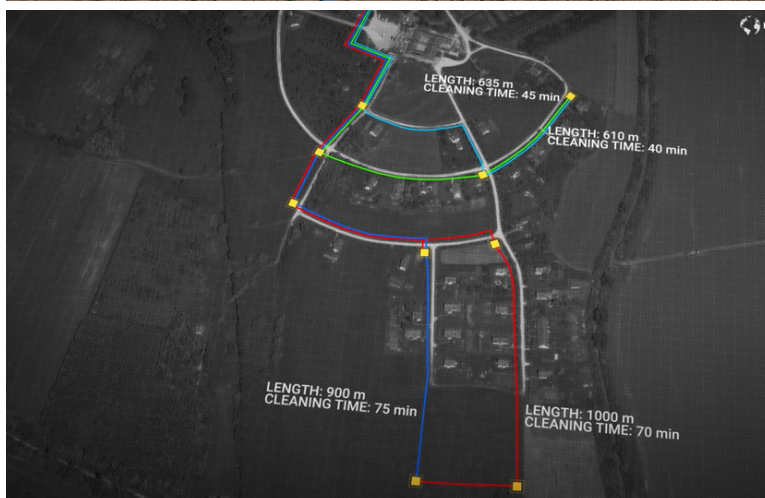 LENGTH: 635 m
CLEANING TIME: 45 min
LENGTH: 610 m
CLEANING TIME: 40 min
LENGTH: 900 m
CLEANING TIME: 75 min
LENGTH: 1000 m
CLEANING TIME: 70 min